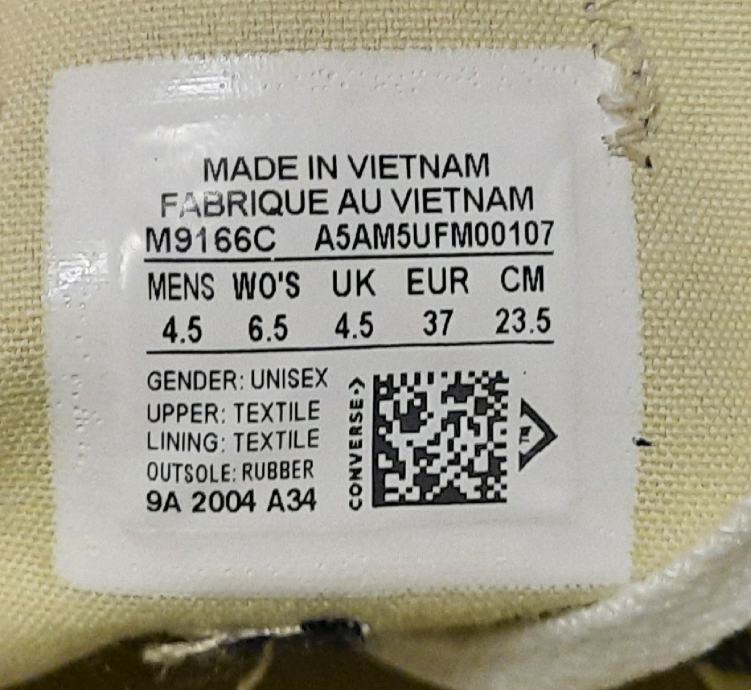 MADE IN VIETNAM
FABRIQUE AU VIETNAM
M9166C A5AM5UFM00107
MENS WO'S UK EUR CM
4.5 6.5 4.5 37 23.5
GENDER: UNISEX
UPPER: TEXTILE
LINING: TEXTILE
OUTSOLE: RUBBER
9A 2004 A34
CONVERSE
TM